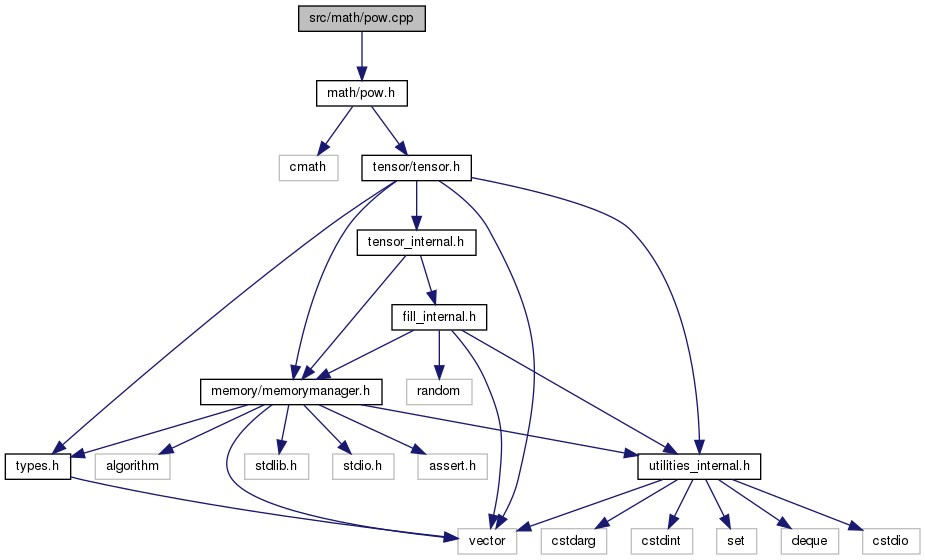 src/math/pow.cpp
math/pow.h
cmath
tensor/tensor.h
tensor_internal.h
fill_internal.h
memory/memorymanager.h
random
types.h
algorithm
stdlib.h
stdio.h
assert.h
utilities_internal.h
vector
cstdarg
cstdint
set
deque
cstdio